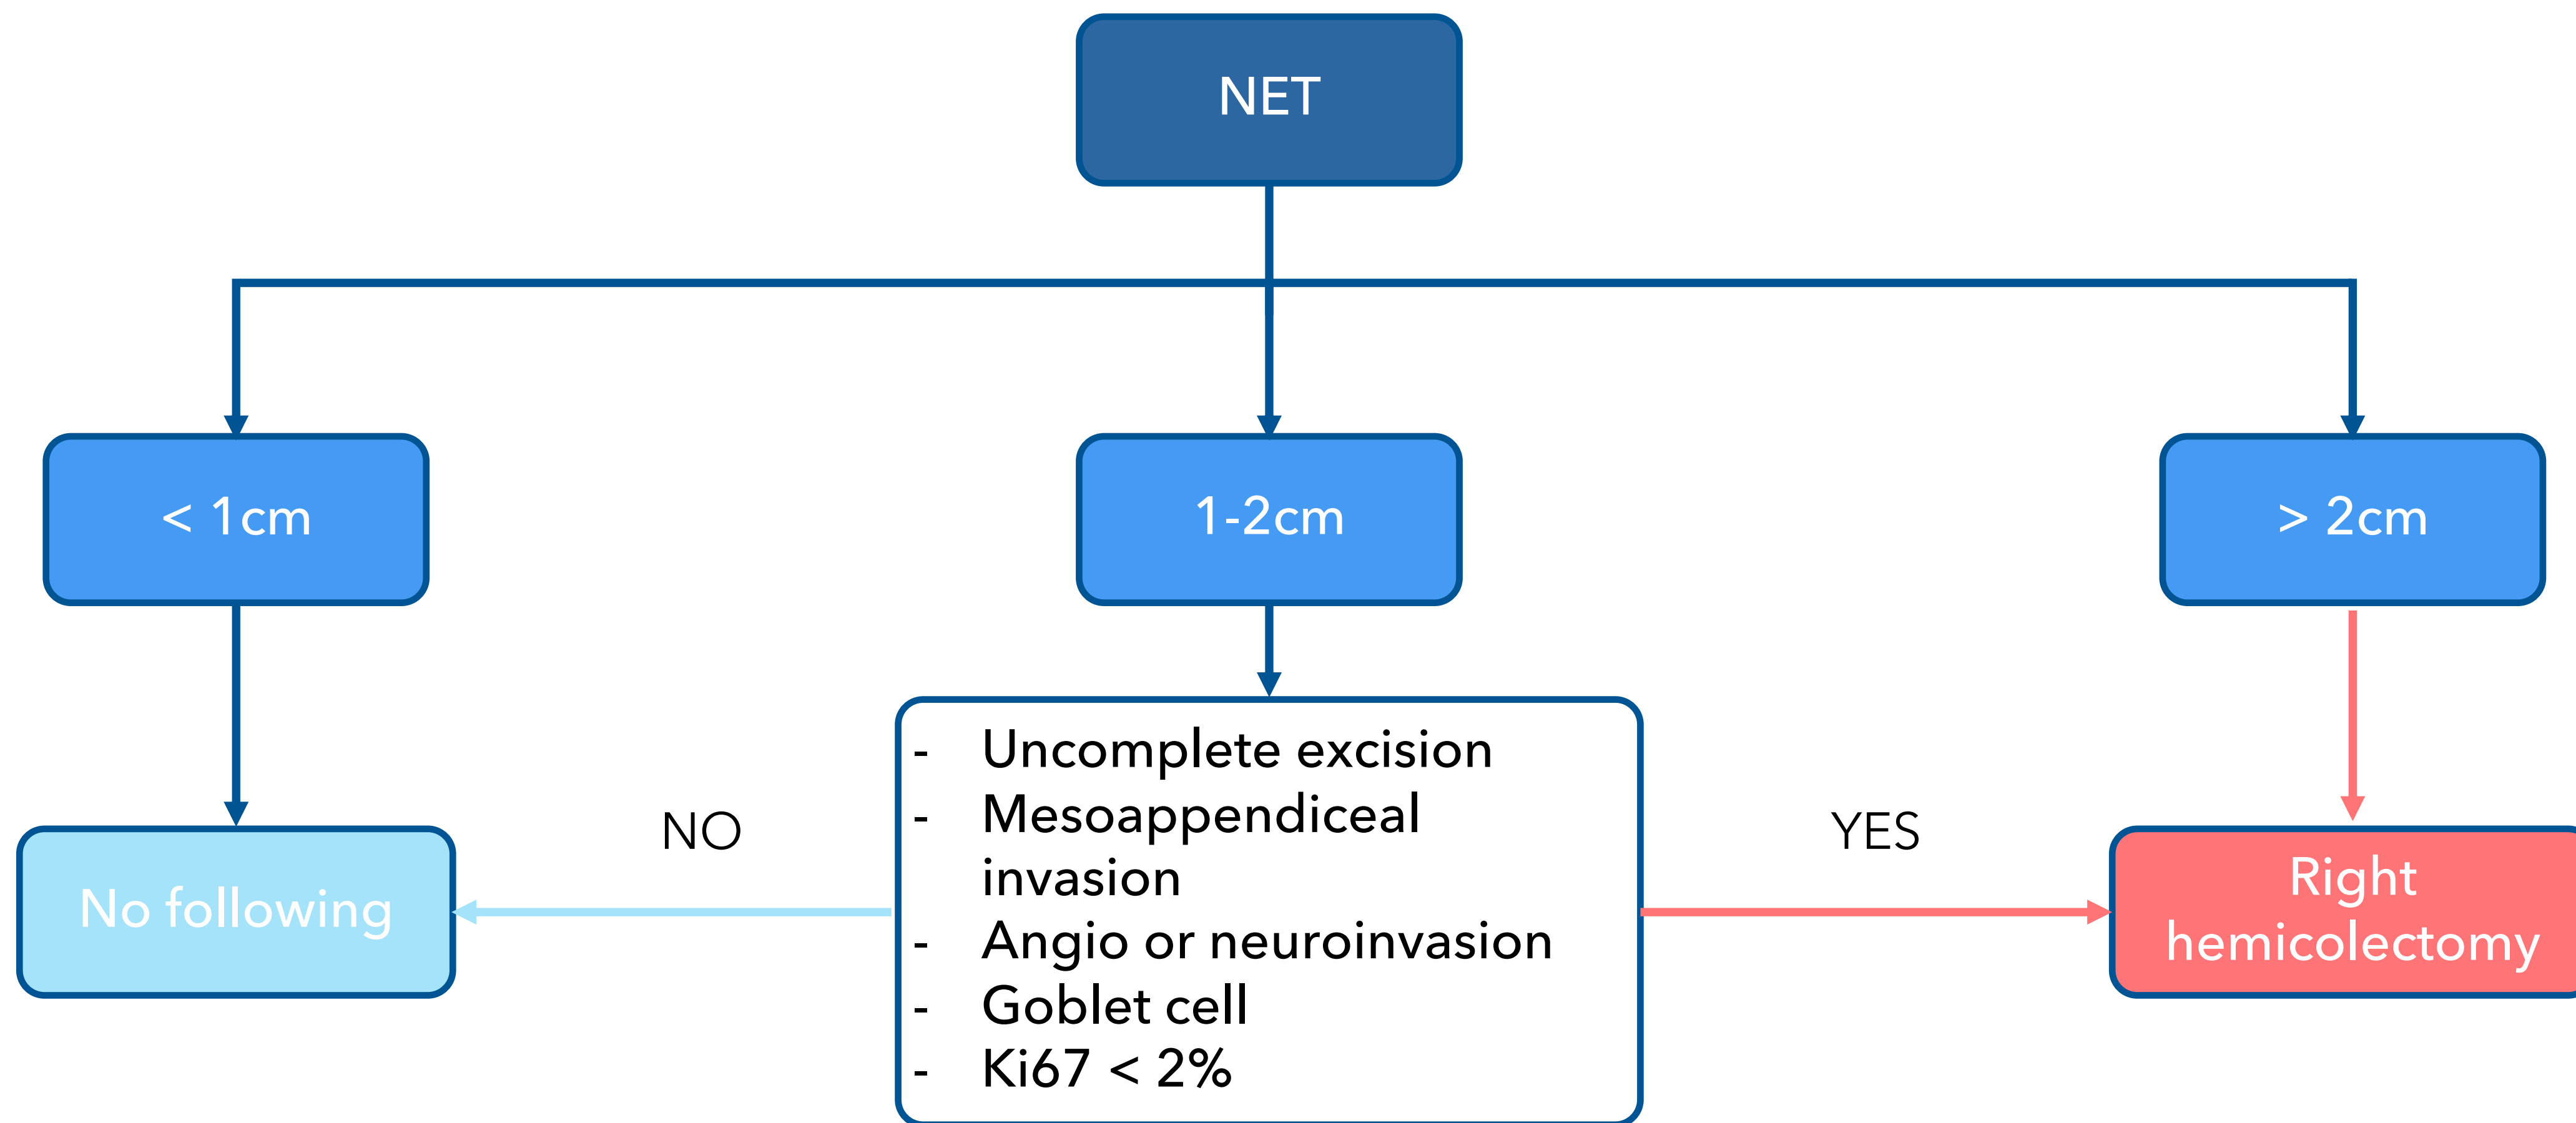 NET
< 1cm
1-2cm
> 2cm
- Uncomplete excision
- Mesoappendiceal
invasion
- Angio or neuroinvasion
- Goblet cell
- Ki67 < 2%
NO
YES
No following
Right
hemicolectomy